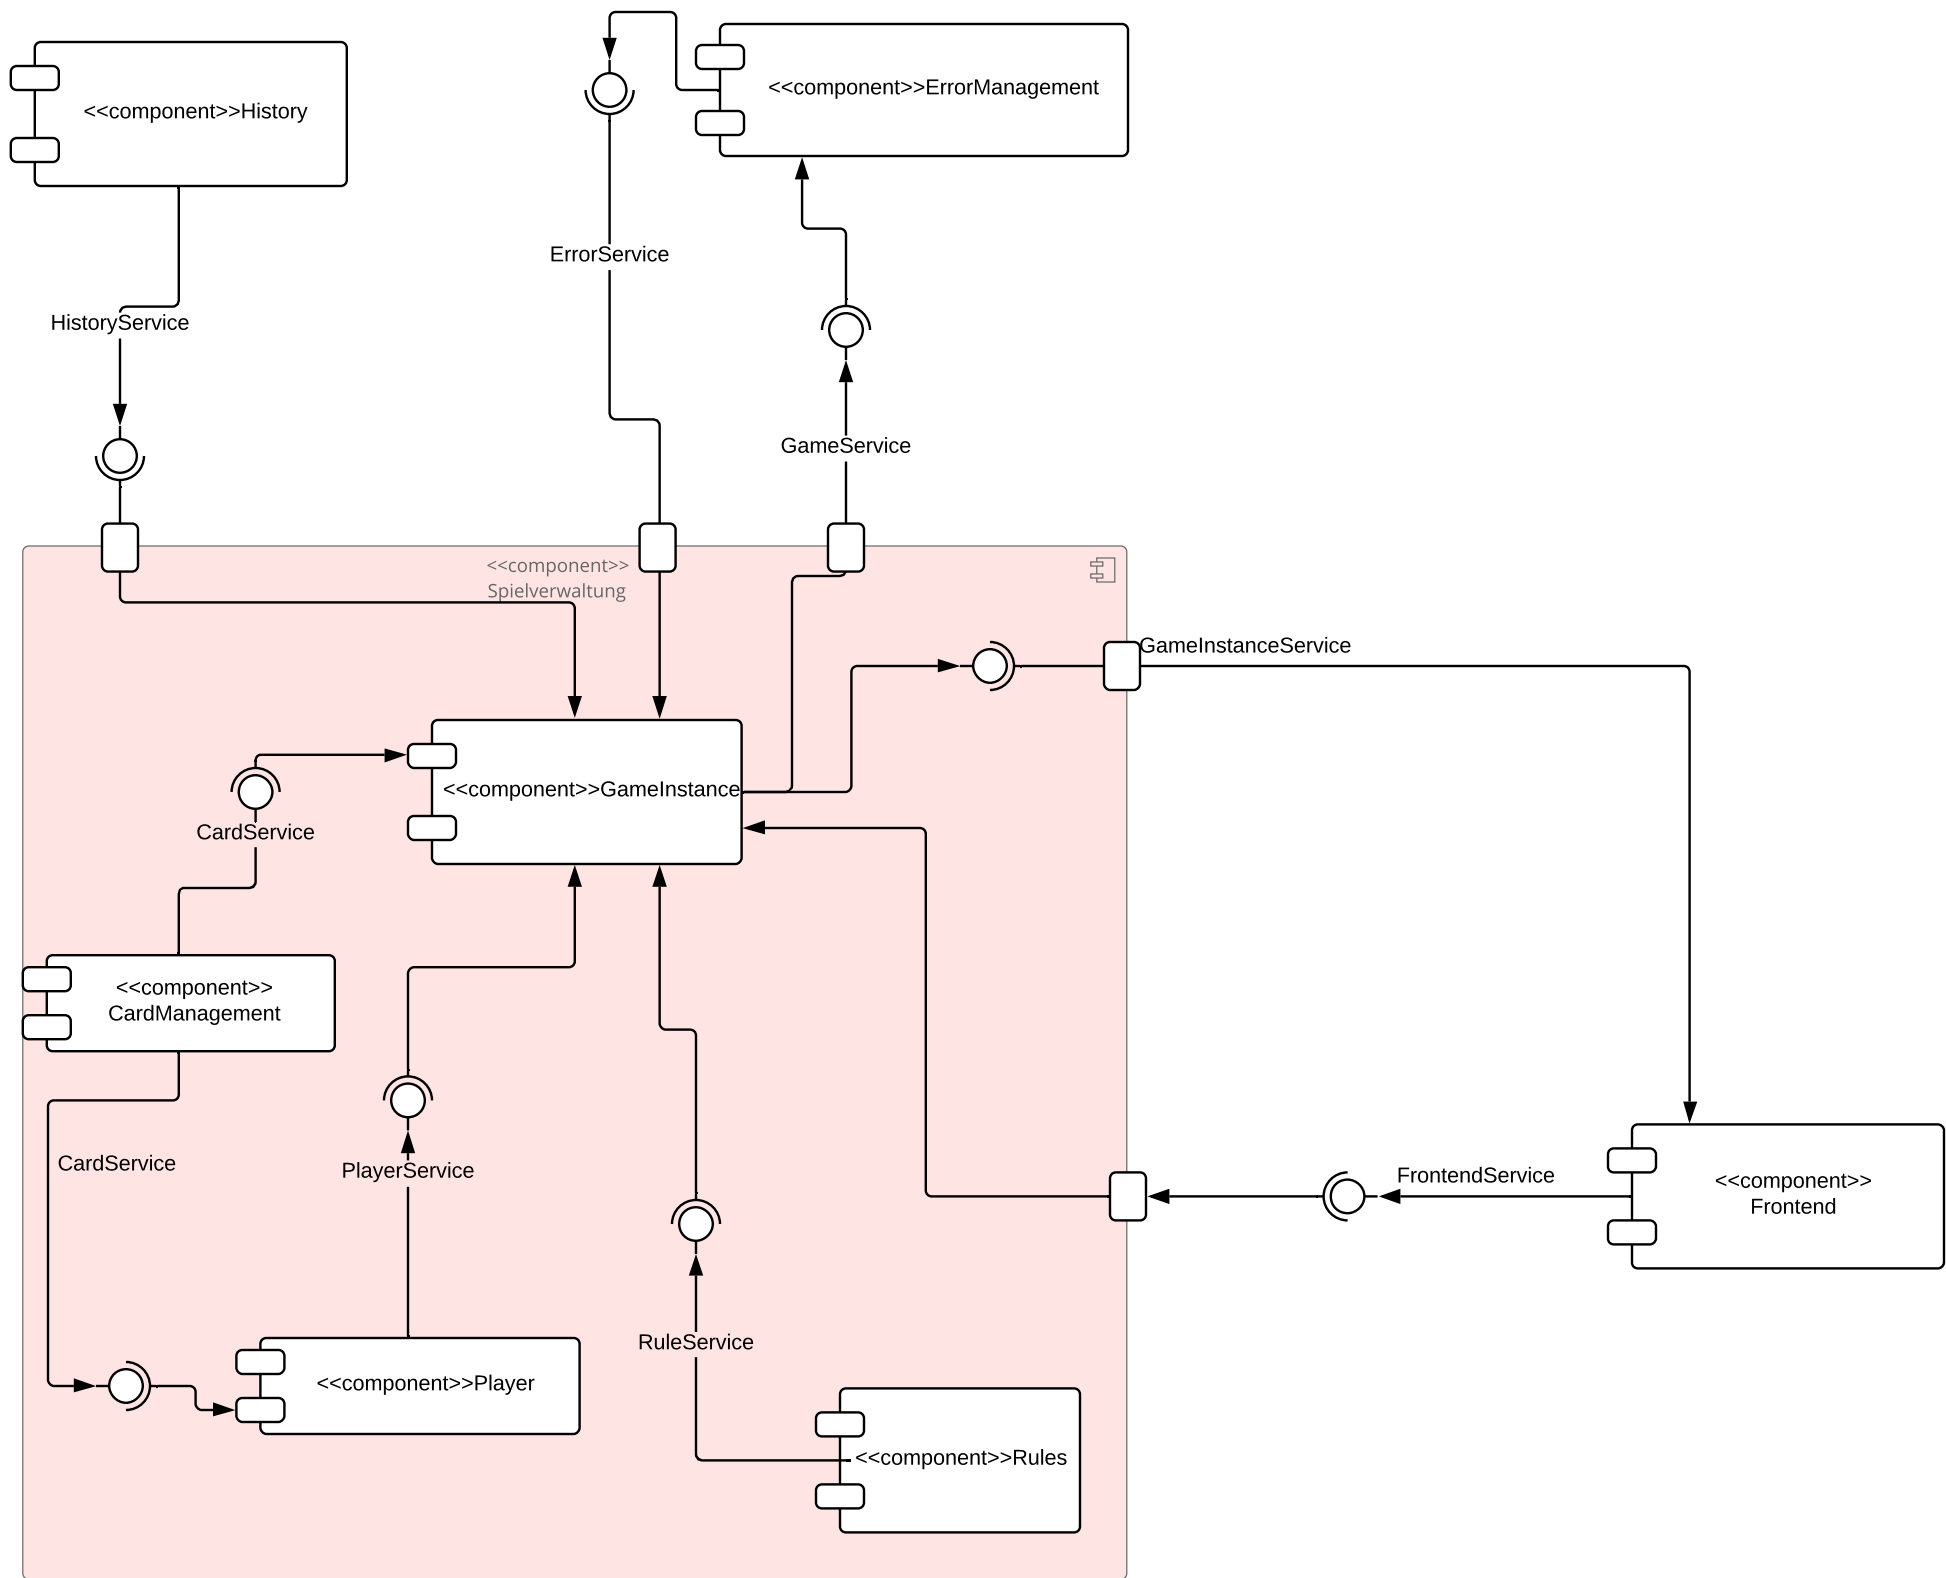 <<component>>ErrorManagement
<<component>>History
ErrorService
HistoryService
GameService
<<component>>
Spielverwaltung
GameInstanceService
<<component>>GameInstance
CardService
<<component>>
CardManagement
CardService
PlayerService
FrontendService
<<component>>
Frontend
RuleService
<<component>>Player
<<component>>Rules